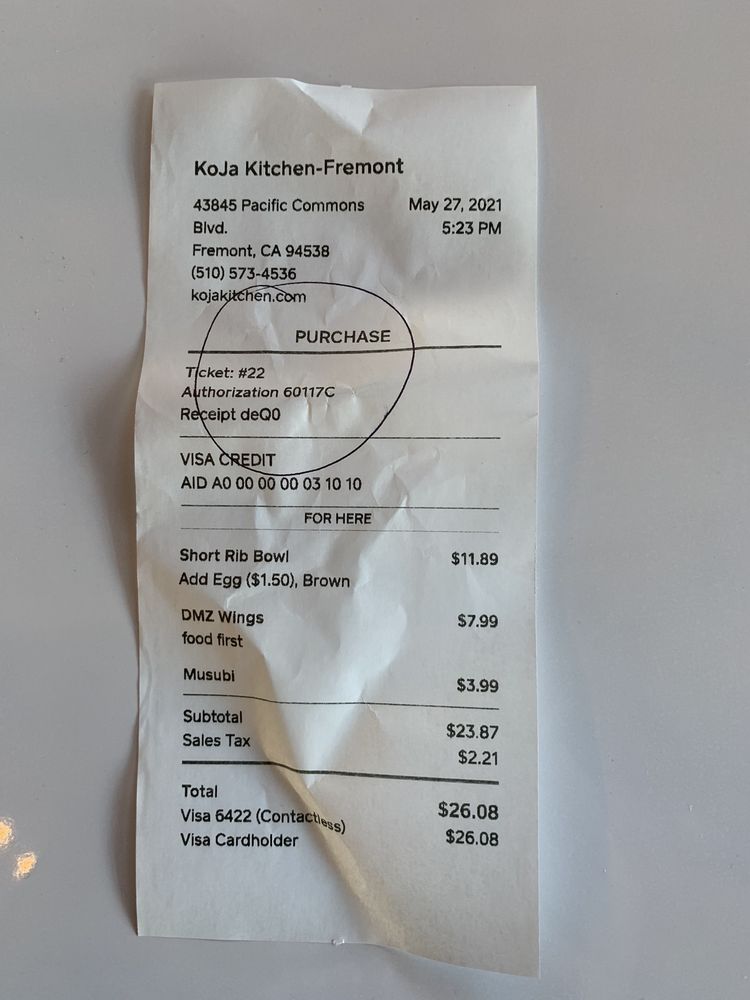 KoJa Kitchen-Fremont
43845 Pacific Commons May 27, 2021
Blvd. 5:23 PM
Fremont, CA 94538
(510) 573-4536
kojakitchen.com
PURCHASE
Ticket: #22
Authorization 60117C
Receipt deQ0
VISA CREDIT
AID A0 00 00 00 03 10 10
FOR HERE
Short Rib Bowl $11.89
Add Egg ($1.50), Brown
DMZ Wings $7.99
food first
Musubi $3.99
Subtotal $23.87
Sales Tax $2.21
Total $26.08
Visa 6422 (Contactless) $26.08
Visa Cardholder